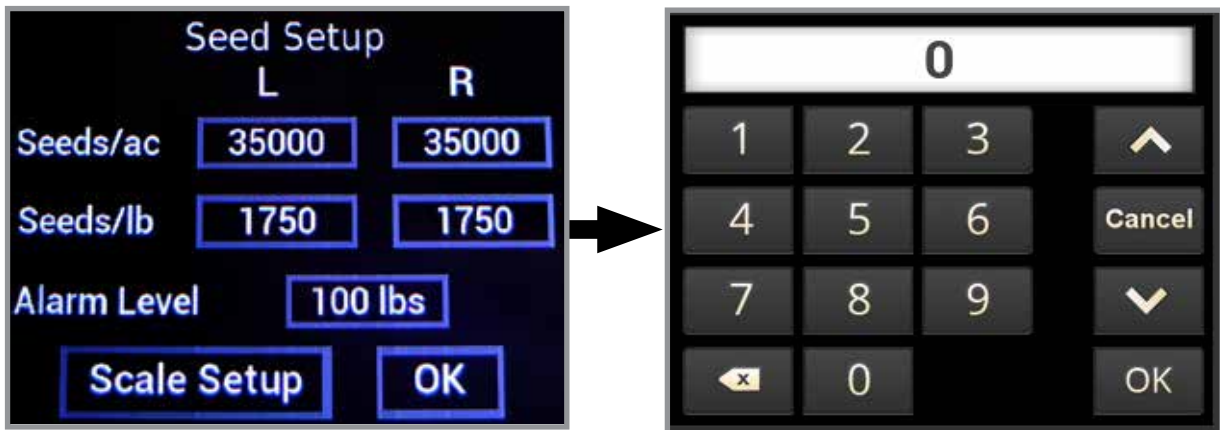 Seed Setup
L R
Seeds/ac 35000 35000
Seeds/lb 1750 1750
Alarm Level 100 lbs
Scale Setup OK
0
1 2 3
4 5 6 Cancel
7 8 9
x 0 OK